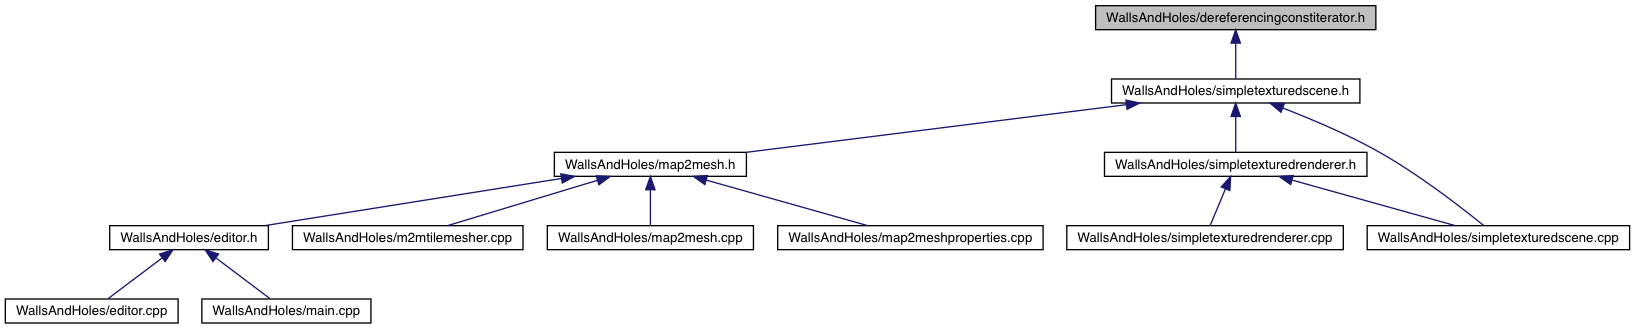 WallsAndHoles/dereferencingconstiterator.h
WallsAndHoles/simpletexturedscene.h
WallsAndHoles/map2mesh.h
WallsAndHoles/simpletexturedrenderer.h
WallsAndHoles/editor.h
WallsAndHoles/m2mtilemesher.cpp
WallsAndHoles/map2mesh.cpp
WallsAndHoles/map2meshproperties.cpp
WallsAndHoles/simpletexturedrenderer.cpp
WallsAndHoles/simpletexturedscene.cpp
WallsAndHoles/editor.cpp
WallsAndHoles/main.cpp